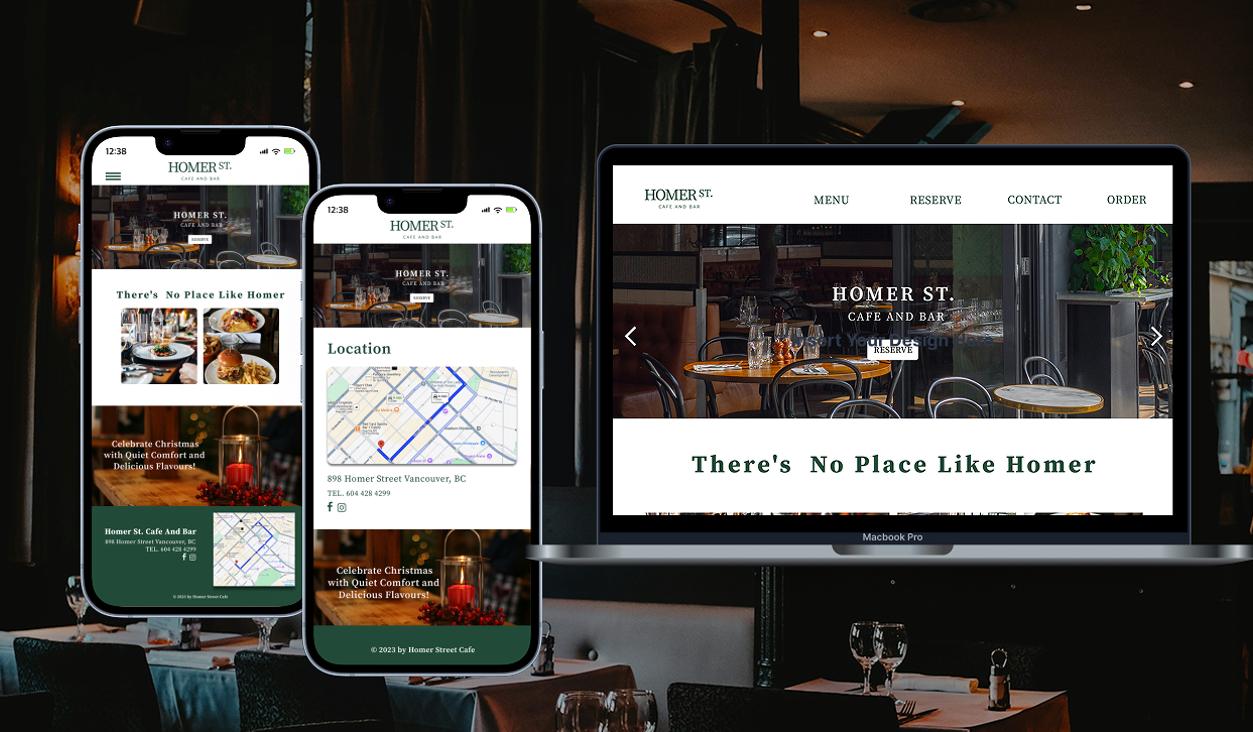 12:38
HOMER ST.
CAFE AND BAR
HOMER ST.
CAFE AND BAR
RESERVE
There's No Place Like Homer
Celebrate Christmas
with Quiet Comfort and
Delicious Flavours!
Homer St. Cafe And Bar
898 Homer Street Vancouver, BC
TEL. 604 428 4299
© 2023 by Homer Street Cafe
12:38
HOMER ST.
CAFE AND BAR
HOMER ST.
CAFE AND BAR
RESERVE
Location
898 Homer Street Vancouver, BC
TEL. 604 428 4299
Celebrate Christmas
with Quiet Comfort and
Delicious Flavours!
© 2023 by Homer Street Cafe
HOMER ST.
CAFE AND BAR
MENU RESERVE CONTACT ORDER
HOMER ST.
CAFE AND BAR
Your Design
RESERVE
There's No Place Like Homer
Macbook Pro